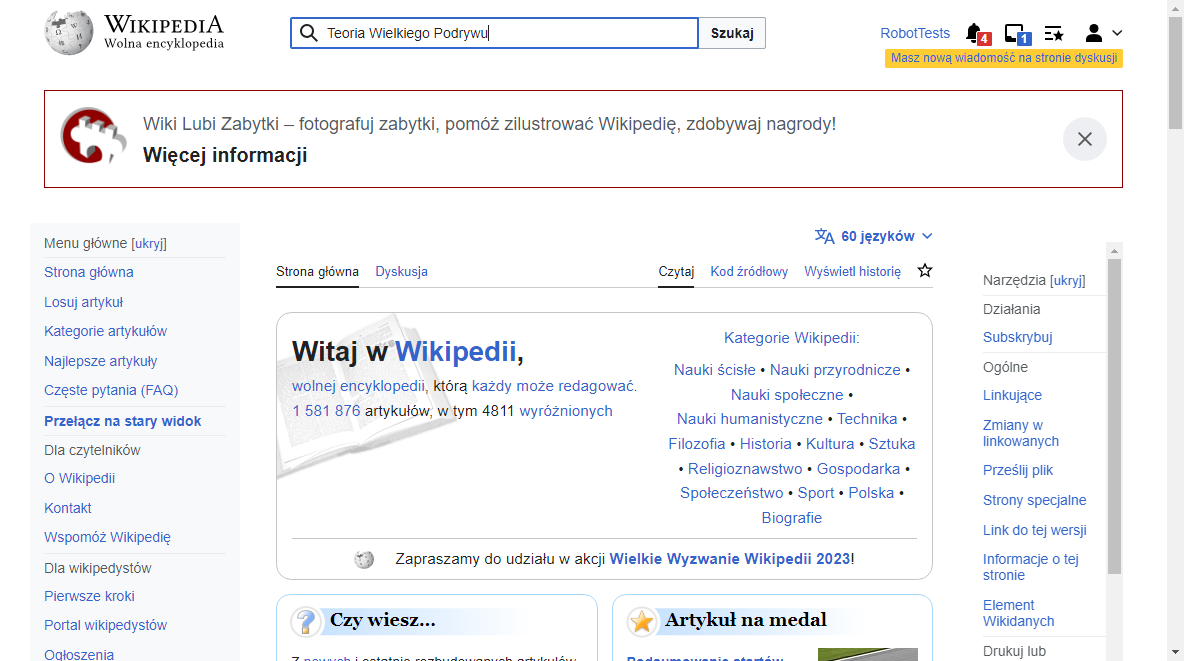 WIKIPEDIA
Wolna encyklopedia
Teoria Wielkiego Podrywu
Szukaj
RobotTests
4
1
Masz nową wiadomość na stronie dyskusji
Wiki Lubi Zabytki – fotografuj zabytki, pomóż zilustrować Wikipedię, zdobywaj nagrody!
Więcej informacji
Menu główne [ukryj]
Strona główna
Losuj artykuł
Kategorie artykułów
Najlepsze artykuły
Częste pytania (FAQ)
Przełącz na stary widok
Dla czytelników
O Wikipedii
Kontakt
Wspomóż Wikipedię
Dla wikipedystów
Pierwsze kroki
Portal wikipedystów
Ogłoszenia
60 języków
Strona główna
Dyskusja
Czytaj
Kod źródłowy
Wyświetl historię
Witaj w Wikipedii,
wolnej encyklopedii, którą każdy może redagować.
1 581 876 artykułów, w tym 4811 wyróżnionych
Kategorie Wikipedii:
Nauki ścisłe • Nauki przyrodnicze •
Nauki społeczne •
Nauki humanistyczne • Technika •
Filozofia • Historia • Kultura • Sztuka
• Religioznawstwo • Gospodarka •
Społeczeństwo • Sport • Polska •
Biografie
Zapraszamy do udziału w akcji Wielkie Wyzwanie Wikipedii 2023!
Czy wiesz...
Z nowych i ostatnio rozbudowanych artykułów
Artykuł na medal
Podsumowanie startów
Narzędzia [ukryj]
Działania
Subskrybuj
Ogólne
Linkujące
Zmiany w
linkowanych
Prześlij plik
Strony specjalne
Link do tej wersji
Informacje o tej
stronie
Element
Wikidanych
Drukuj lub